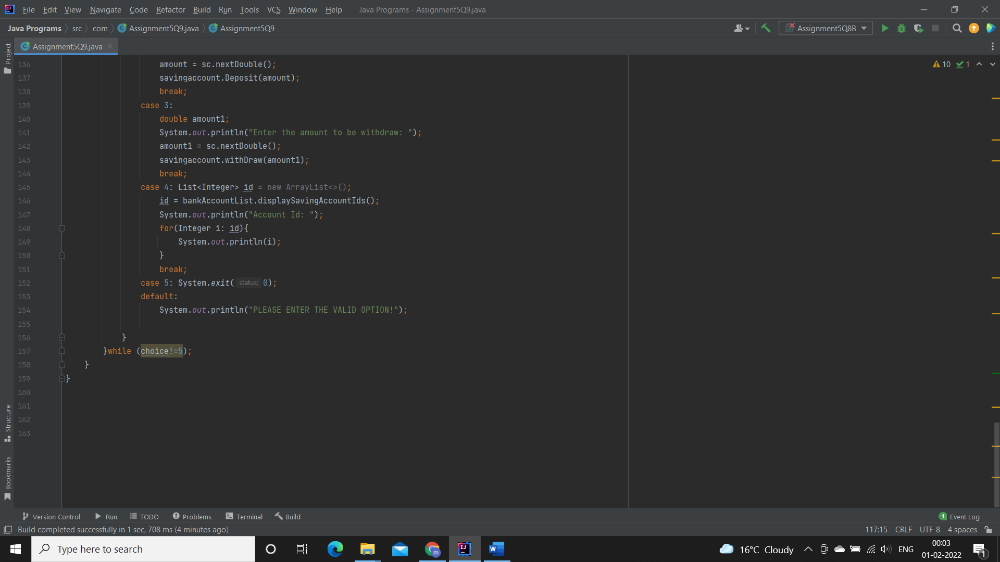 File Edit View Navigate Code Refactor Build Run Tools VCS Window Help Java Programs - Assignment5Q9.java
Java Programs src com Assignment5Q9.java Assignment5Q9 Assignment5Q8B
Project
Assignment5Q9.java
10 1
136 amount = sc.nextDouble();
137 savingaccount.Deposit(amount);
138 break;
139 case 3:
140 double amount1;
141 System.out.println("Enter the amount to be withdraw: ");
142 amount1 = sc.nextDouble();
143 savingaccount.withDraw(amount1);
144 break;
145 case 4: List<Integer> id = new ArrayList<>();
146 id = bankAccountList.displaySavingAccountIds();
147 System.out.println("Account Id: ");
148 for(Integer i: id){
149 System.out.println(i);
150 }
151 break;
152 case 5: System.exit( status: 0);
153 default:
154 System.out.println("PLEASE ENTER THE VALID OPTION!");
155
156 }
157 }while (choice!=5);
158 }
159 }
160
161
162
163
Structure
Bookmarks
Version Control Run TODO Problems Terminal Build 1 Event Log
Build completed successfully in 1 sec, 708 ms (4 minutes ago) 117:15 CRLF UTF-8 4 spaces
Type here to search 16°C Cloudy ENG 00:03
01-02-2022
1